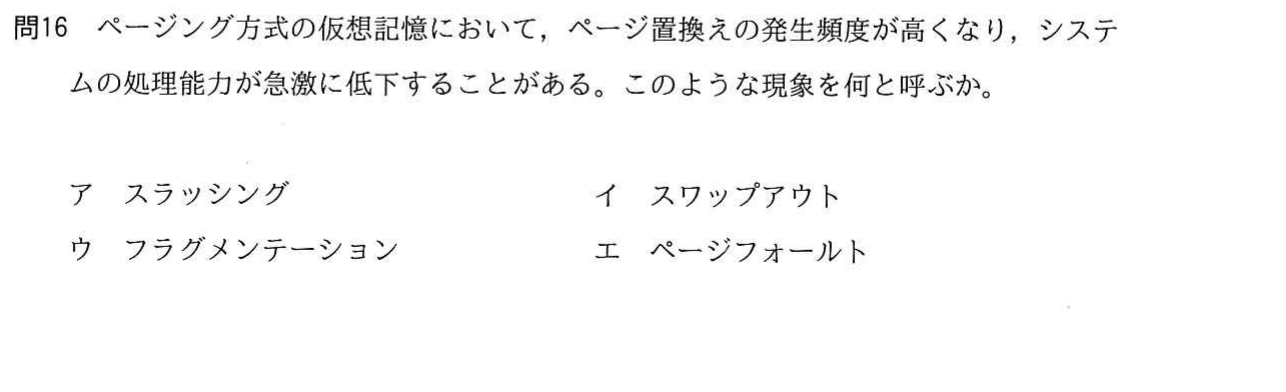 問16　ページング方式の仮想記憶において，ページ置換えの発生頻度が高くなり，システ
ムの処理能力が急激に低下することがある。このような現象を何と呼ぶか。
ア　スラッシング　イ　スワップアウト
ウ　フラグメンテーション　エ　ページフォールト